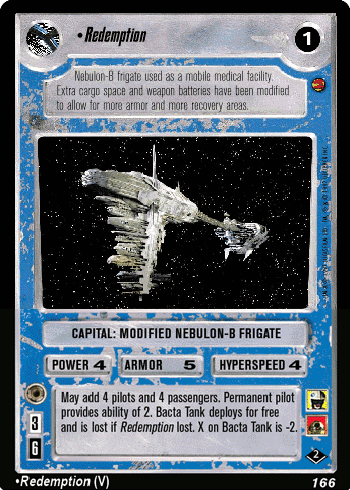 • Redemption
1
Nebulon-B frigate used as a mobile medical facility.
Extra cargo space and weapon batteries have been modified
to allow for more armor and more recovery areas.
CAPITAL: MODIFIED NEBULON-B FRIGATE
POWER 4 ARMOR 5 HYPERSPEED 4
May add 4 pilots and 4 passengers. Permanent pilot
provides ability of 2. Bacta Tank deploys for free
and is lost if Redemption lost. X on Bacta Tank is -2.
3
6
2
•Redemption (V) 166